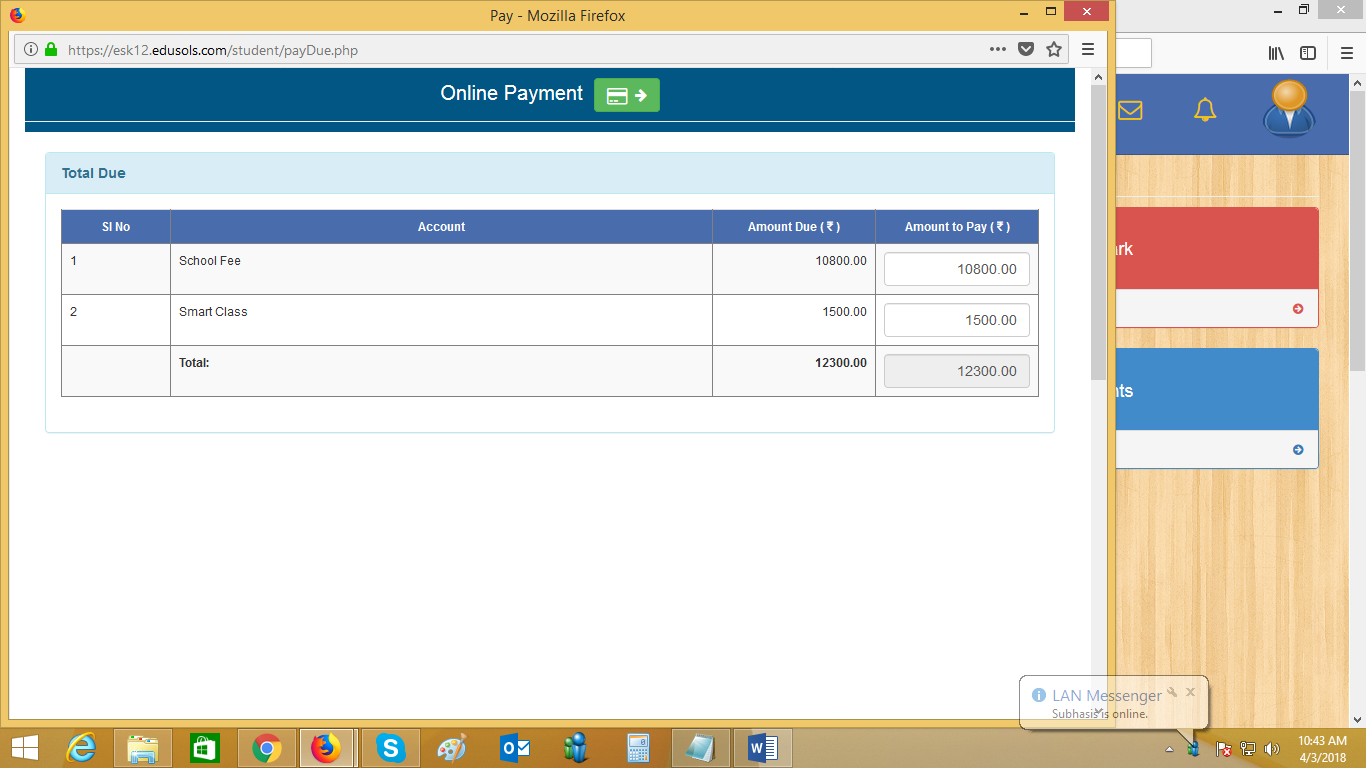 Pay - Mozilla Firefox
https://esk12.edusols.com/student/payDue.php
Online Payment
Total Due
Sl No Account Amount Due ( ₹ ) Amount to Pay ( ₹ )
1 School Fee 10800.00 10800.00
2 Smart Class 1500.00 1500.00
Total: 12300.00 12300.00
ark
nts
LAN Messenger
Subhasis is online.
10:43 AM
4/3/2018